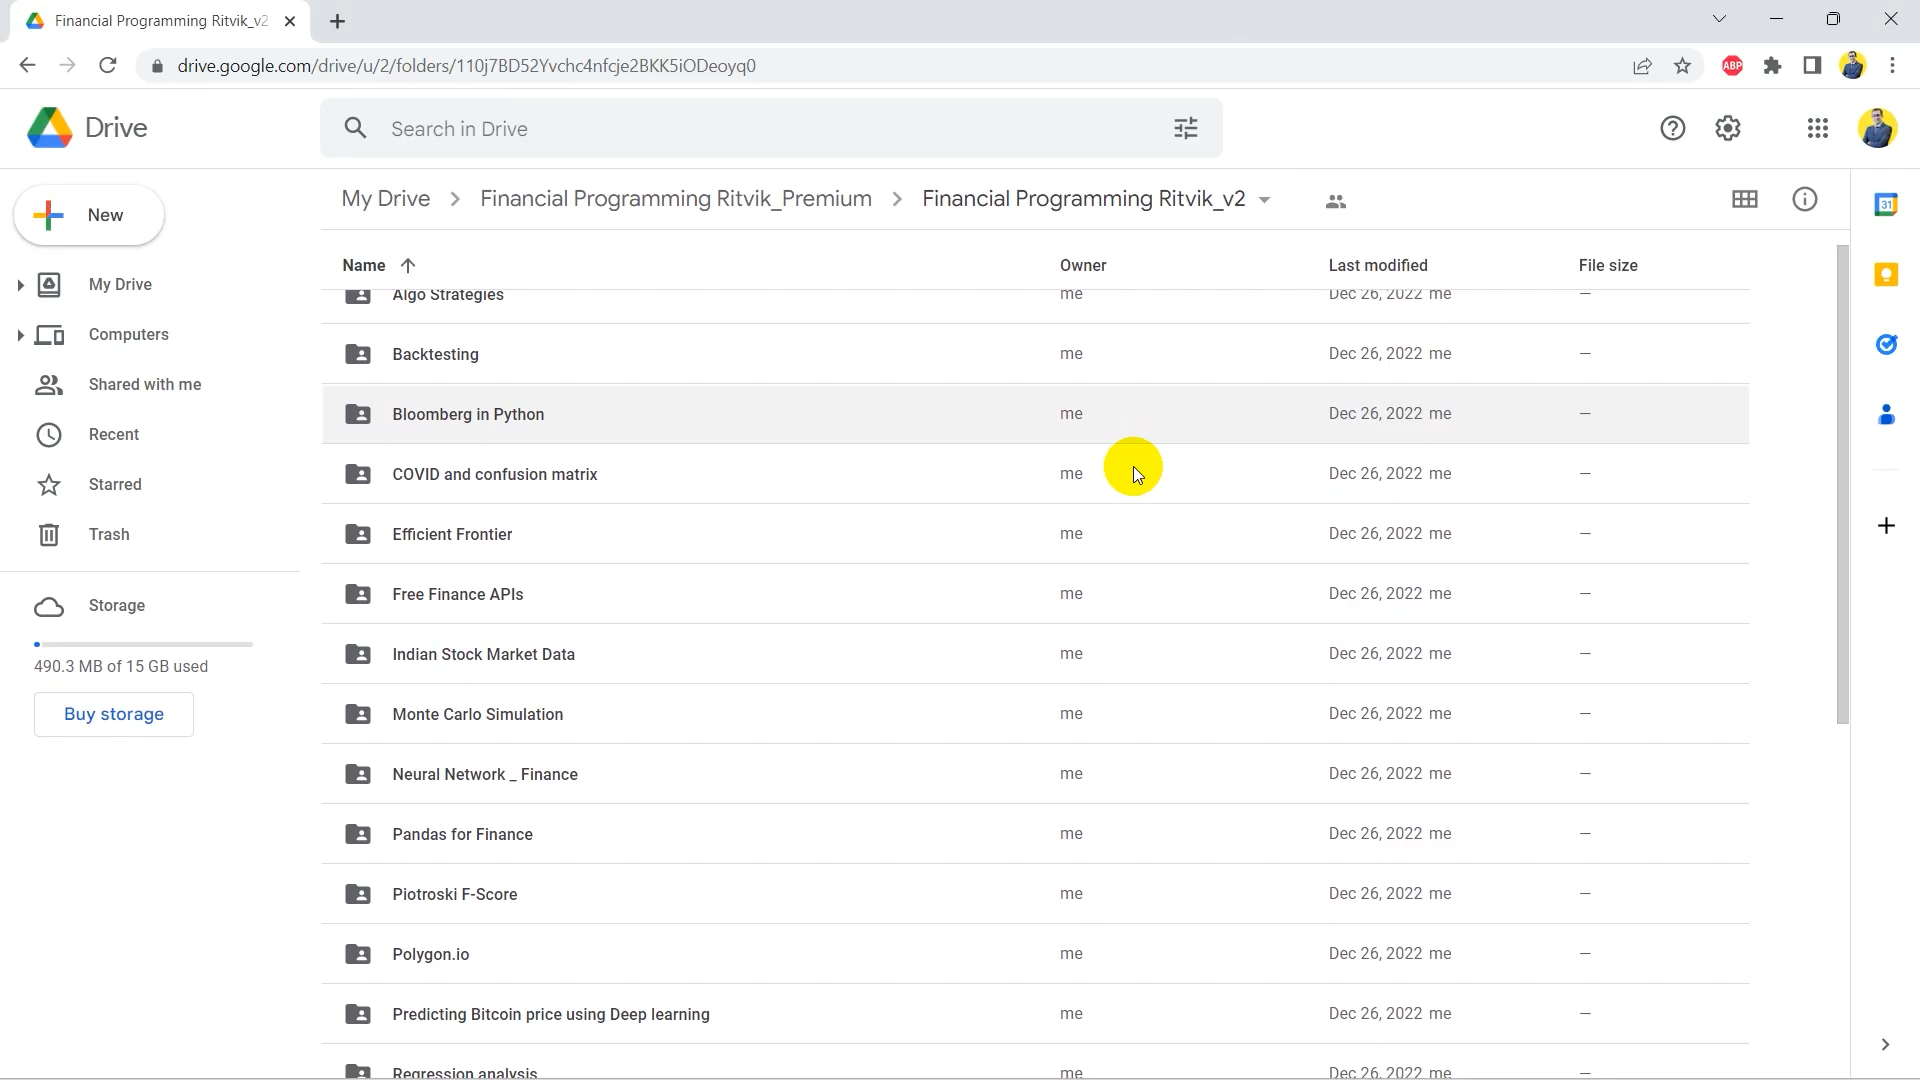 Financial Programming Ritvik_v2
drive.google.com/drive/u/2/folders/110j7BD52Yvchc4nfcje2BKK5iODeoyq0
ABP
Drive
Search in Drive
My Drive > Financial Programming Ritvik_Premium > Financial Programming Ritvik_v2
31
New
Name Owner Last modified File size
My Drive
Computers
Shared with me
Recent
Starred
Trash
Storage
490.3 MB of 15 GB used
Buy storage
Algo Strategies me Dec 26, 2022 me —
Backtesting me Dec 26, 2022 me —
Bloomberg in Python me Dec 26, 2022 me —
COVID and confusion matrix me Dec 26, 2022 me —
Efficient Frontier me Dec 26, 2022 me —
Free Finance APIs me Dec 26, 2022 me —
Indian Stock Market Data me Dec 26, 2022 me —
Monte Carlo Simulation me Dec 26, 2022 me —
Neural Network _ Finance me Dec 26, 2022 me —
Pandas for Finance me Dec 26, 2022 me —
Piotroski F-Score me Dec 26, 2022 me —
Polygon.io me Dec 26, 2022 me —
Predicting Bitcoin price using Deep learning me Dec 26, 2022 me —
Regression analysis me Dec 26, 2022 me —